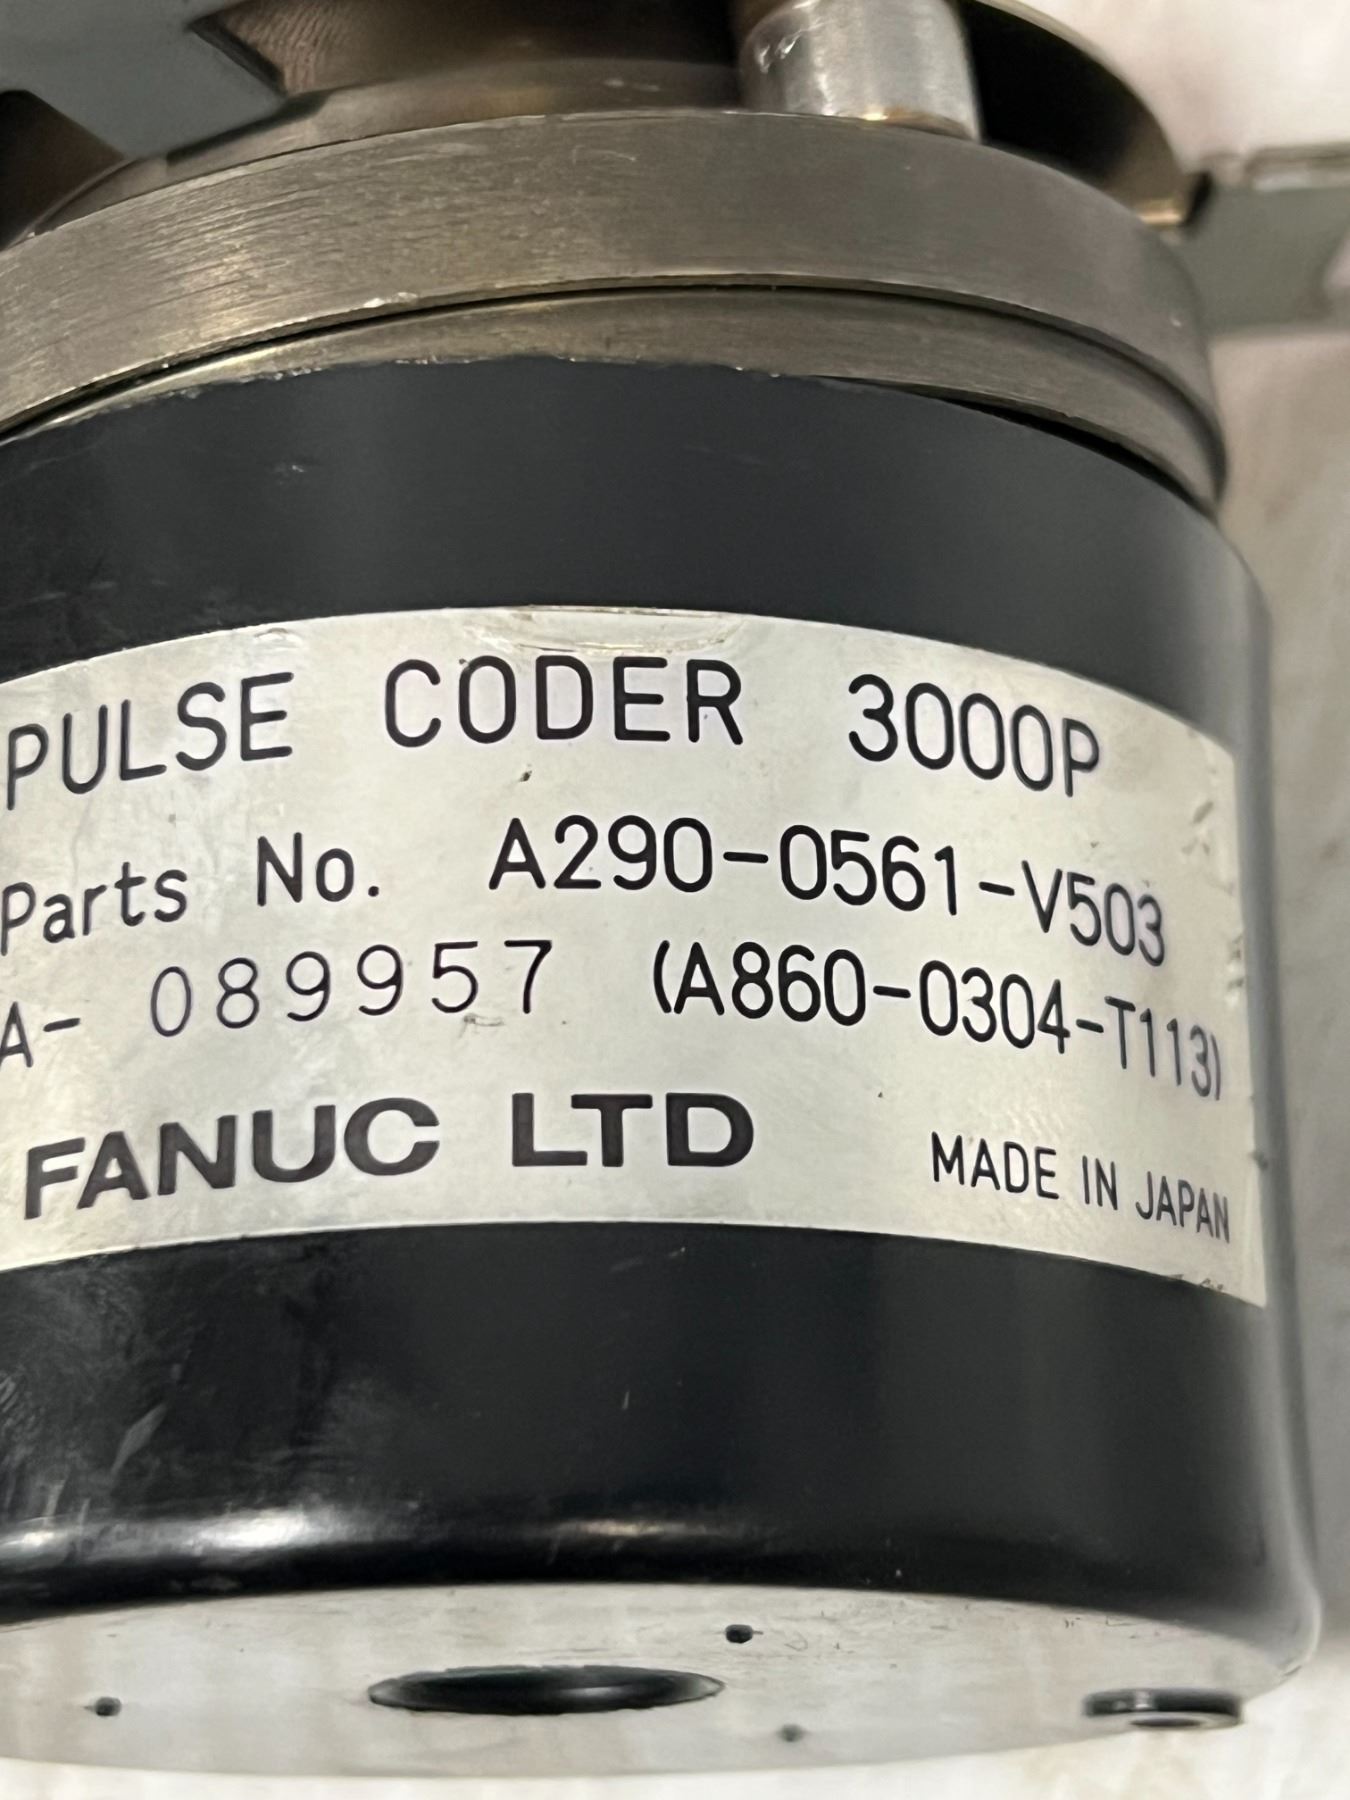 PULSE CODER 3000P
Parts No. A290-0561-V503
A- 089957 (A860-0304-T113)
FANUC LTD MADE IN JAPAN